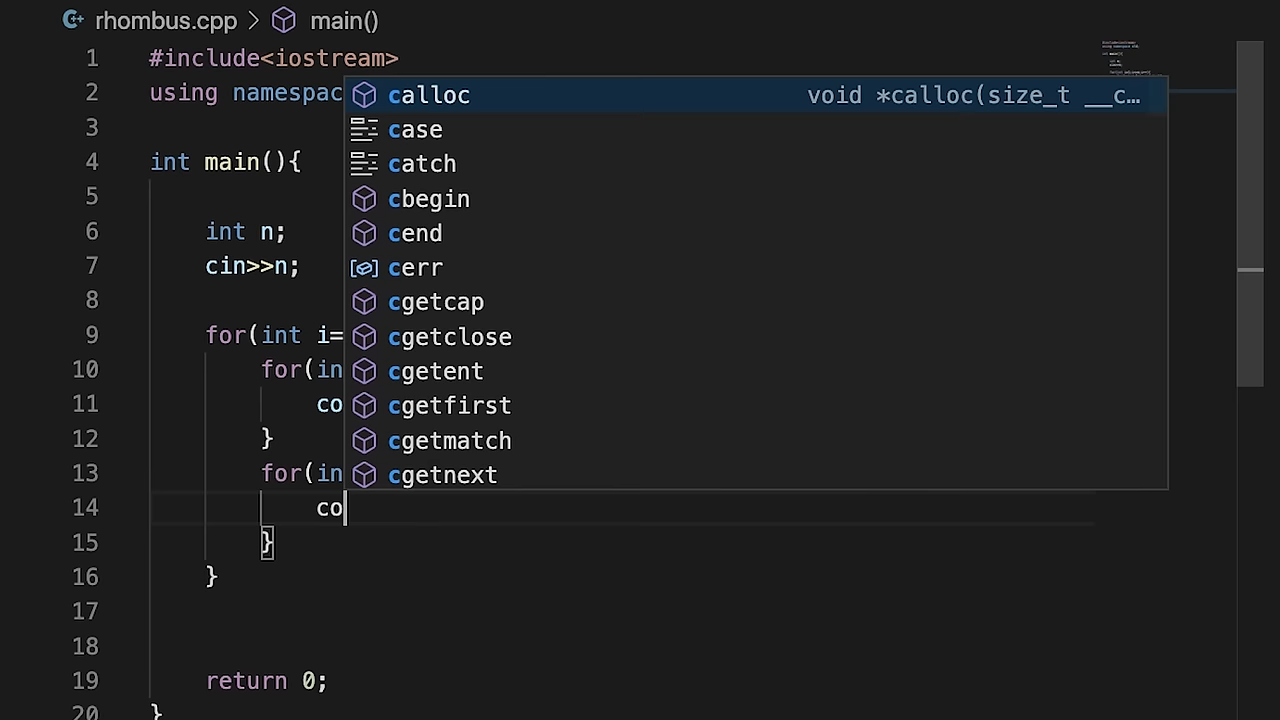 rhombus.cpp > main()
1 #include<iostream>
2 using namespac
3
4 int main(){
5
6 int n;
7 cin>>n;
8
9 for(int i=
10 for(in
11 co
12 }
13 for(in
14 co
15 }
16 }
17
18
19 return 0;
20 }
calloc void *calloc(size_t __c…
case
catch
cbegin
cend
cerr
cgetcap
cgetclose
cgetent
cgetfirst
cgetmatch
cgetnext